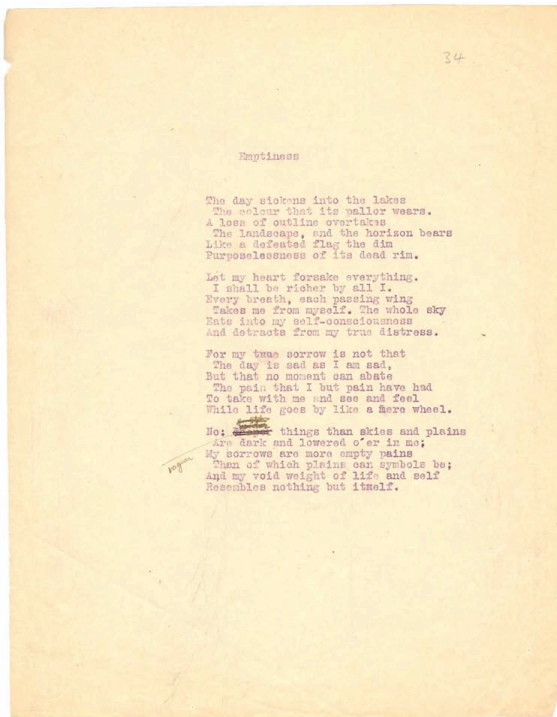 34
Emptiness
The day sickens into the lakes
The colour that its pallor wears.
A loss of outline overtakes
The landscape, and the horizon bears
Like a defeated flag the dim
Purposelessness of its dead rim.
Let my heart forsake everything.
I shall be richer by all I.
Every breath, each passing wing
Takes me from myself. The whole sky
Eats into my self-consciousness
And detracts from my true distress.
For my true sorrow is not that
The day is sad as I am sad,
But that no moment can abate
The pain that I but pain have had
To take with me and see and feel
While life goes by like a mere wheel.
No; things than skies and plains
Are dark and lowered o'er in me;
vaguer
My sorrows are more empty pains
Than of which plains can symbols be;
And my void weight of life and self
Resembles nothing but itself.